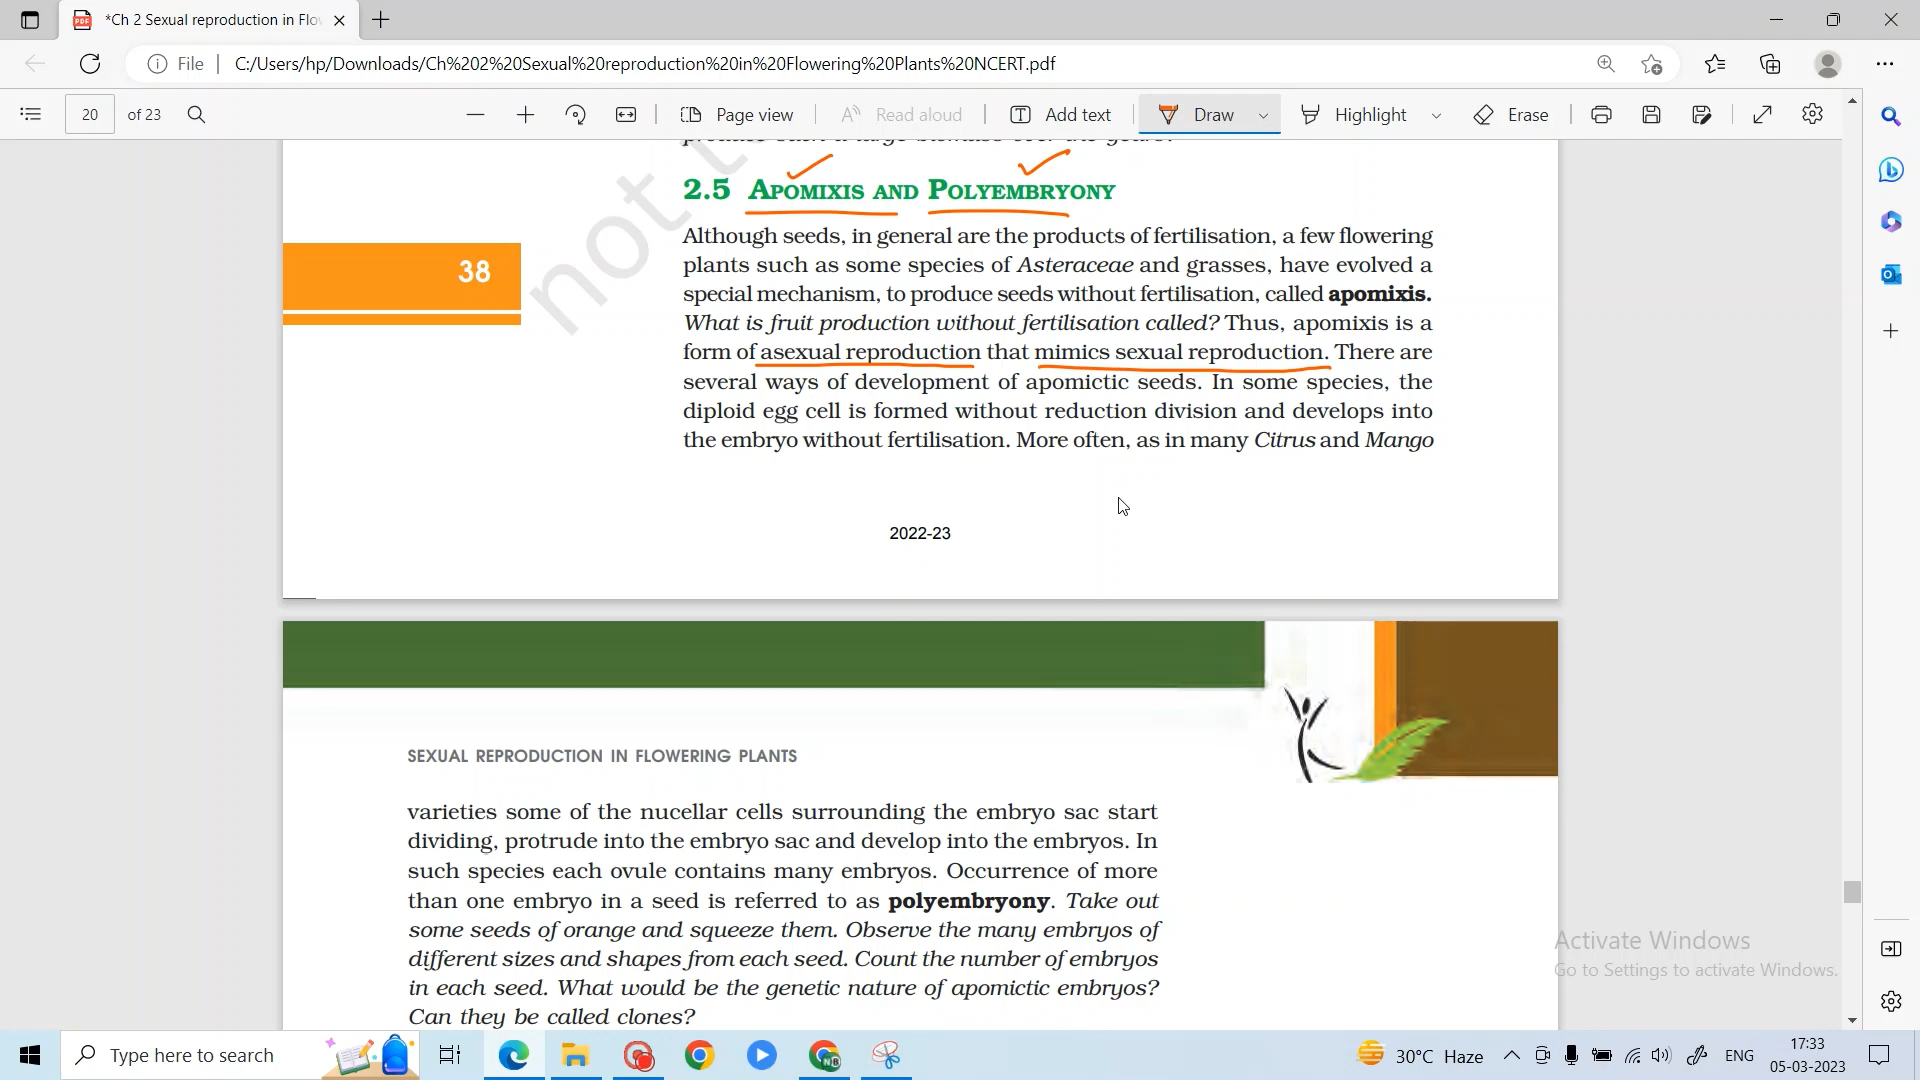 *Ch 2 Sexual reproduction in Flo
File C:/Users/hp/Downloads/Ch%202%20Sexual%20reproduction%20in%20Flowering%20Plants%20NCERT.pdf
20 of 23 Page view Read aloud Add text Draw Highlight Erase
not
2.5 APOMIXIS AND POLYEMBRYONY
Although seeds, in general are the products of fertilisation, a few flowering
plants such as some species of Asteraceae and grasses, have evolved a
38
special mechanism, to produce seeds without fertilisation, called apomixis.
What is fruit production without fertilisation called? Thus, apomixis is a
form of asexual reproduction that mimics sexual reproduction. There are
several ways of development of apomictic seeds. In some species, the
diploid egg cell is formed without reduction division and develops into
the embryo without fertilisation. More often, as in many Citrus and Mango
2022-23
SEXUAL REPRODUCTION IN FLOWERING PLANTS
varieties some of the nucellar cells surrounding the embryo sac start
dividing, protrude into the embryo sac and develop into the embryos. In
such species each ovule contains many embryos. Occurrence of more
than one embryo in a seed is referred to as polyembryony. Take out
some seeds of orange and squeeze them. Observe the many embryos of
different sizes and shapes from each seed. Count the number of embryos
in each seed. What would be the genetic nature of apomictic embryos?
Can they be called clones?
Activate Windows
Go to Settings to activate Windows.
Type here to search
30°C Haze ENG 17:33
05-03-2023